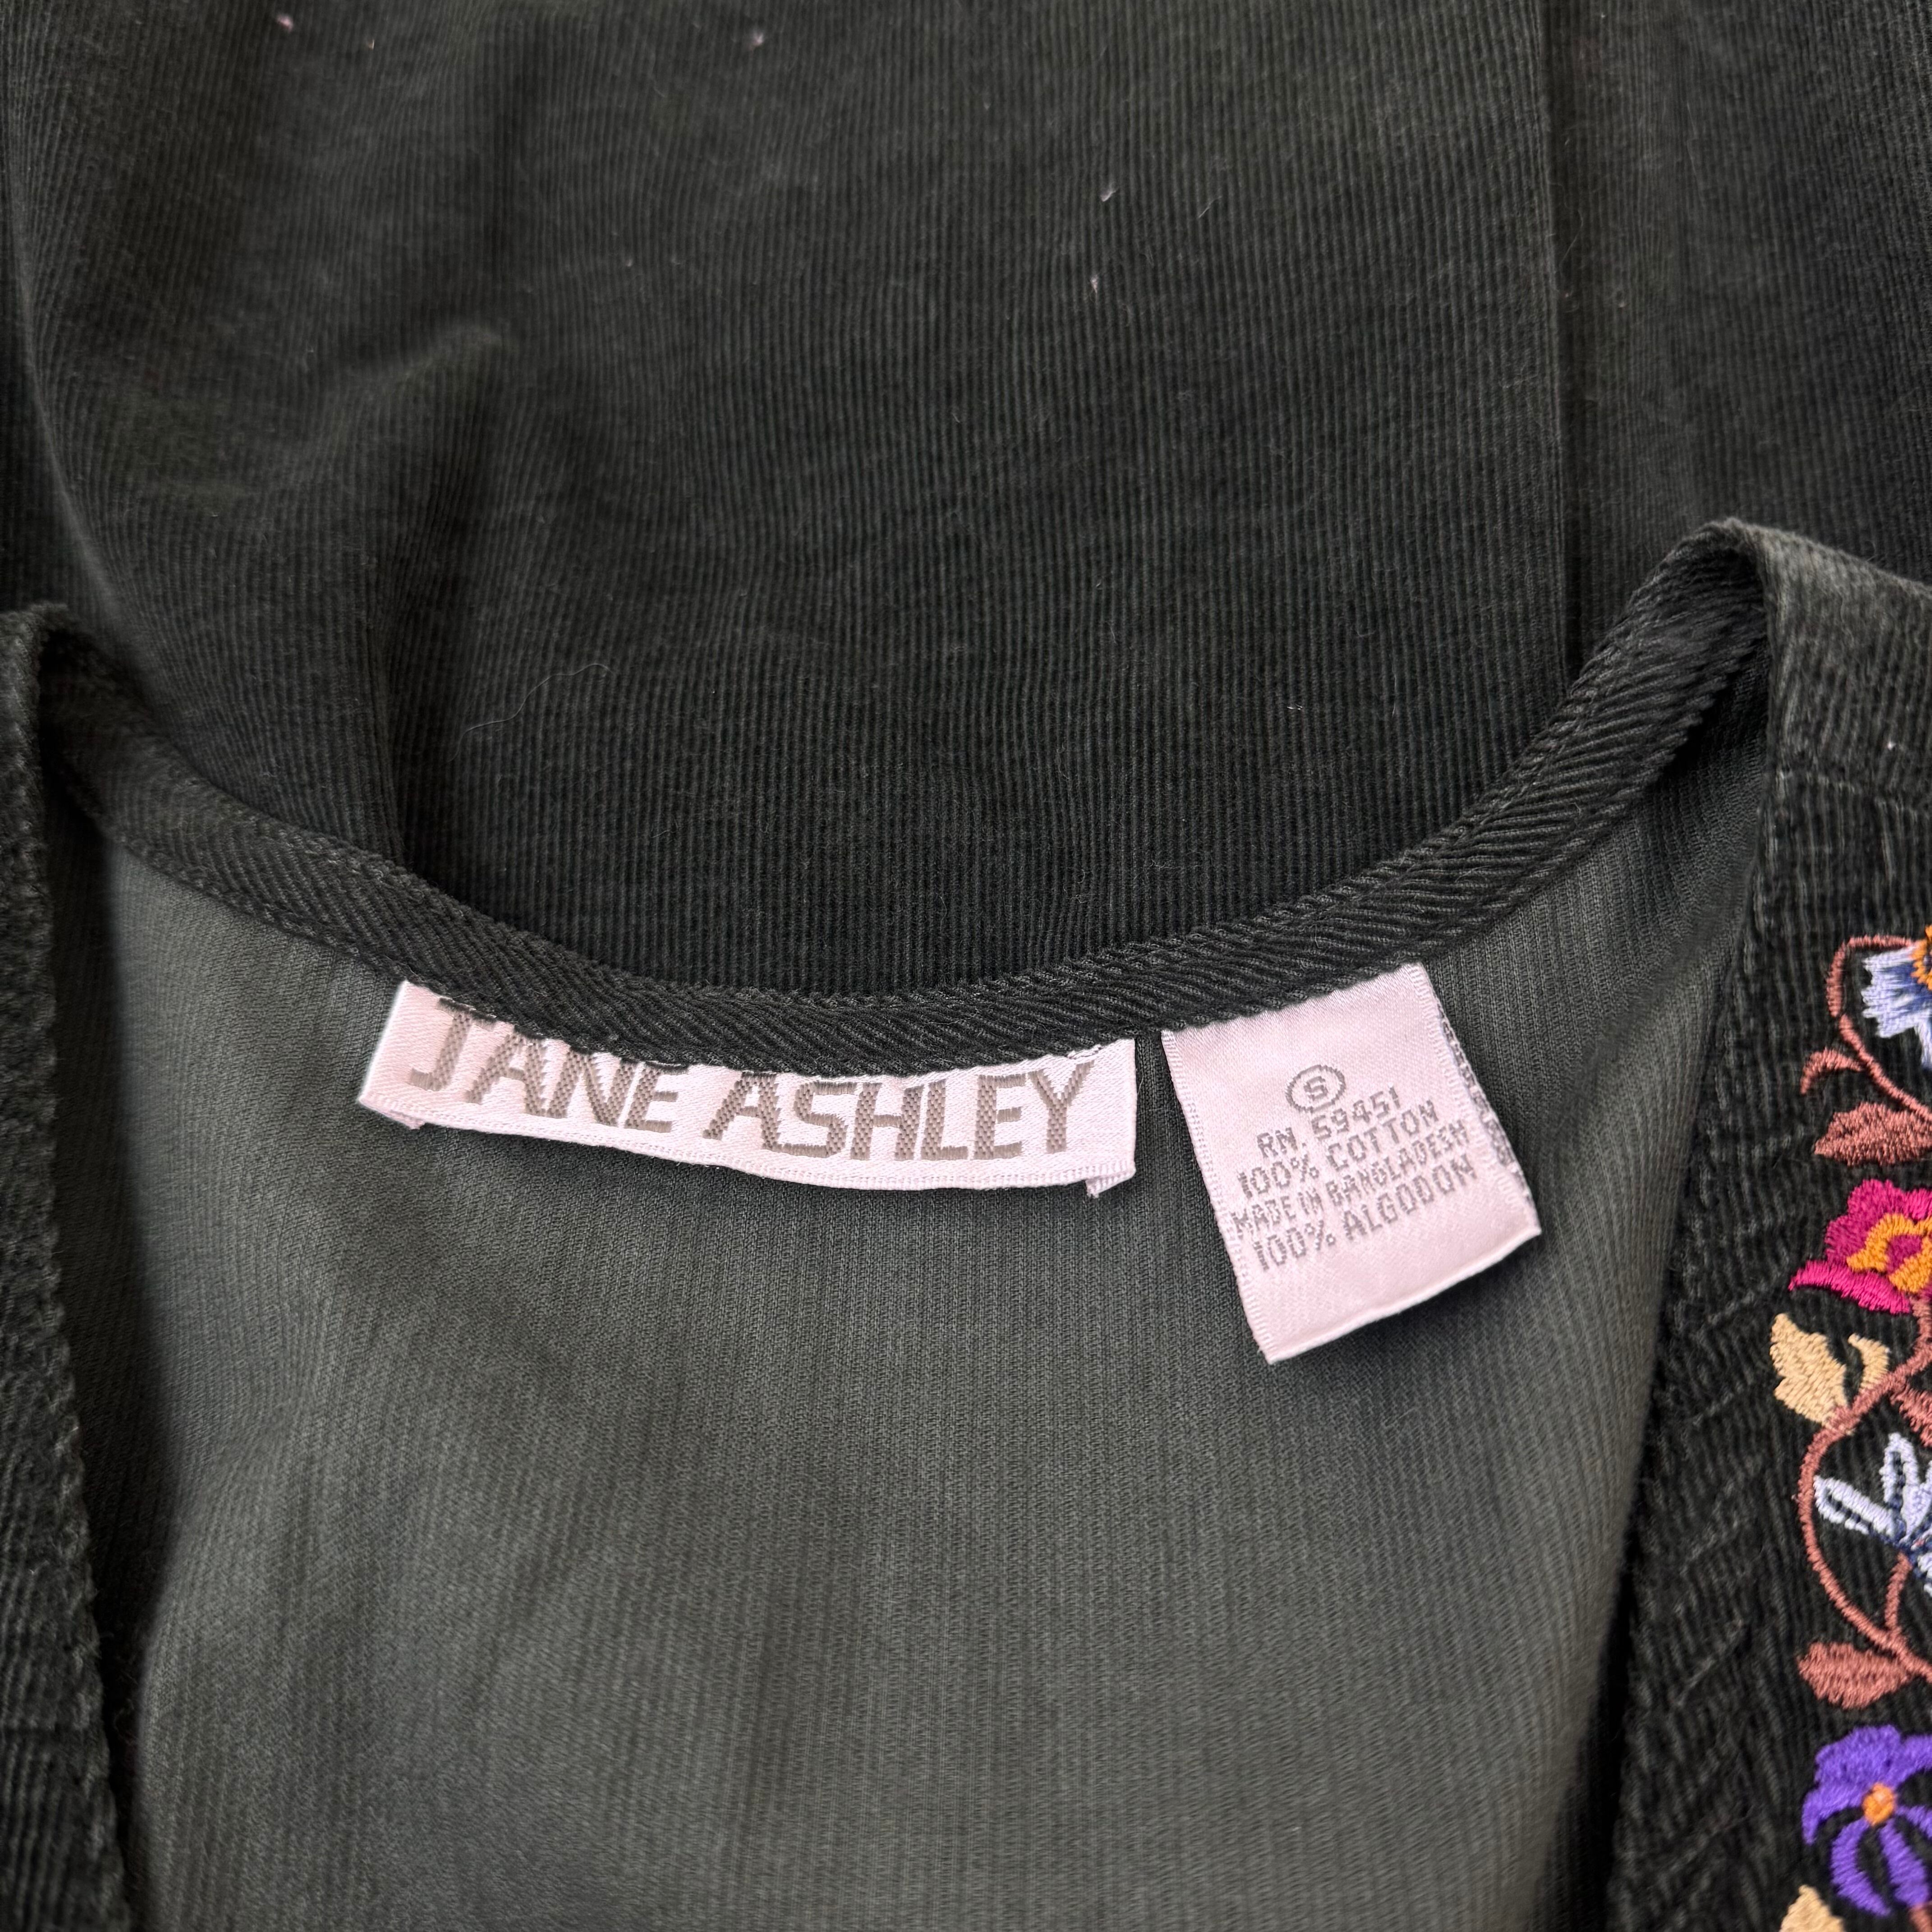 JANE ASHLEY
S
RN. 59451
100% COTTON
MADE IN BANGLADESH
100% ALGODON